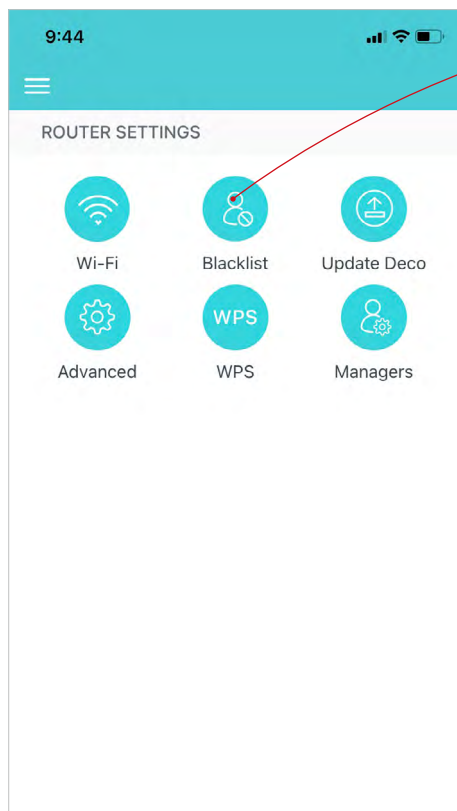 9:44
ROUTER SETTINGS
Wi-Fi Blacklist Update Deco
WPS
Advanced WPS Managers